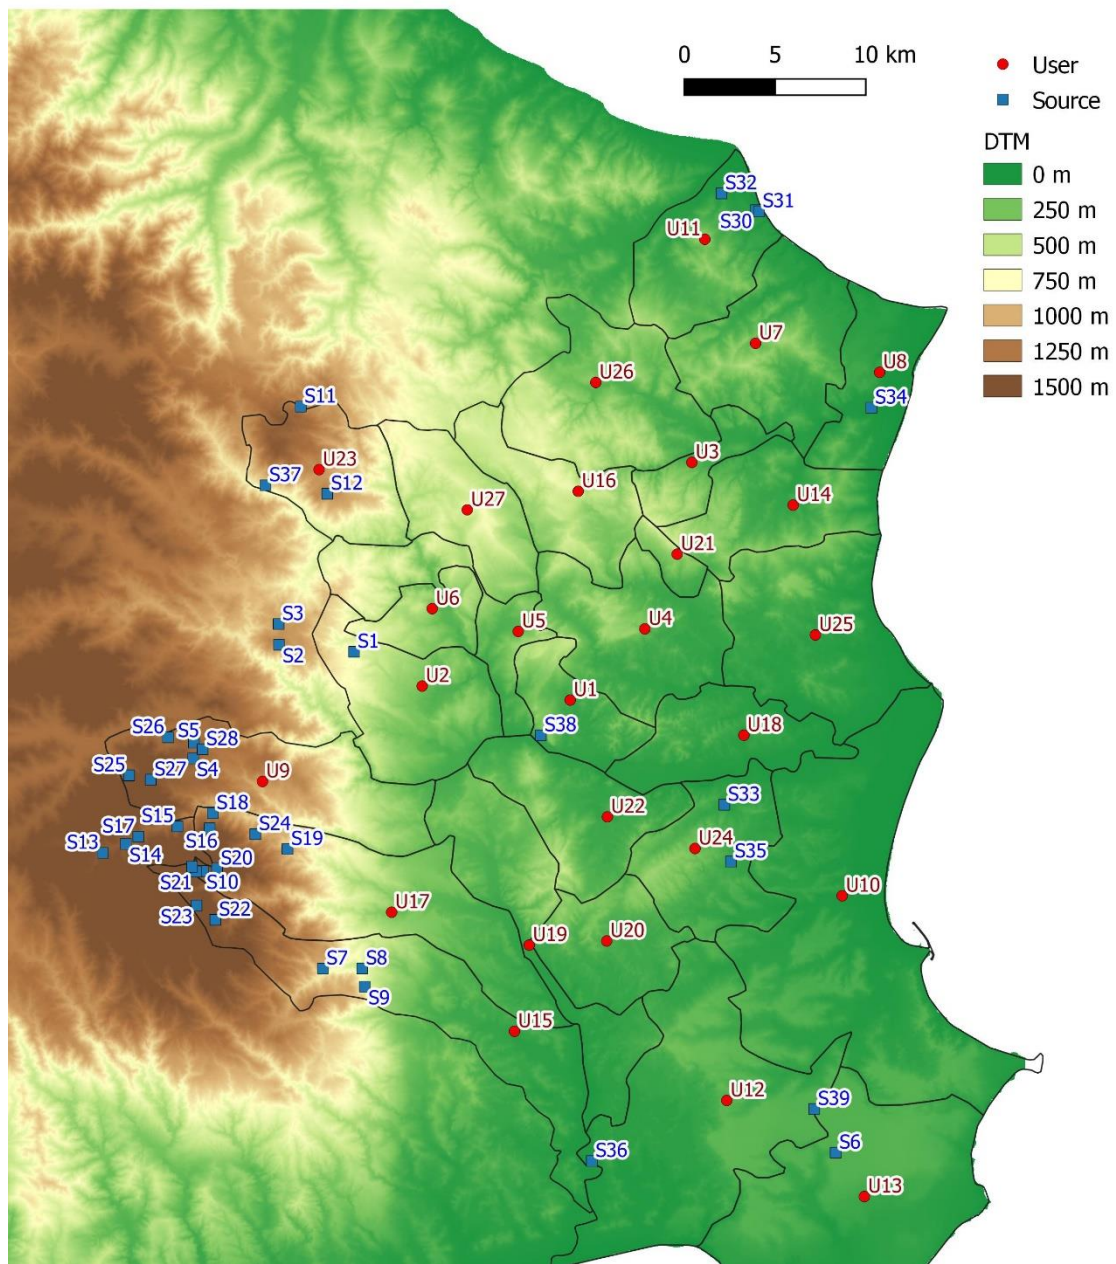 0 5 10 km
User
Source
DTM
0 m
250 m
500 m
750 m
1000 m
1250 m
1500 m
S32
S31
S30
U11
U7
U8
U26
S34
S11
U3
U23
S37
S12
U16
U27
U14
U21
U6
S3
U5
U4
U25
S1
S2
U2
U1
S26
S5
S28
S38
U18
S25
S27
S4
U9
S18
S33
S15
U22
S17
S24
S16
S19
S14
U24
S13
S20
S35
S21
S10
U10
S23
S22
U17
U19
U20
S7
S8
S9
U15
U12
S39
S36
S6
U13